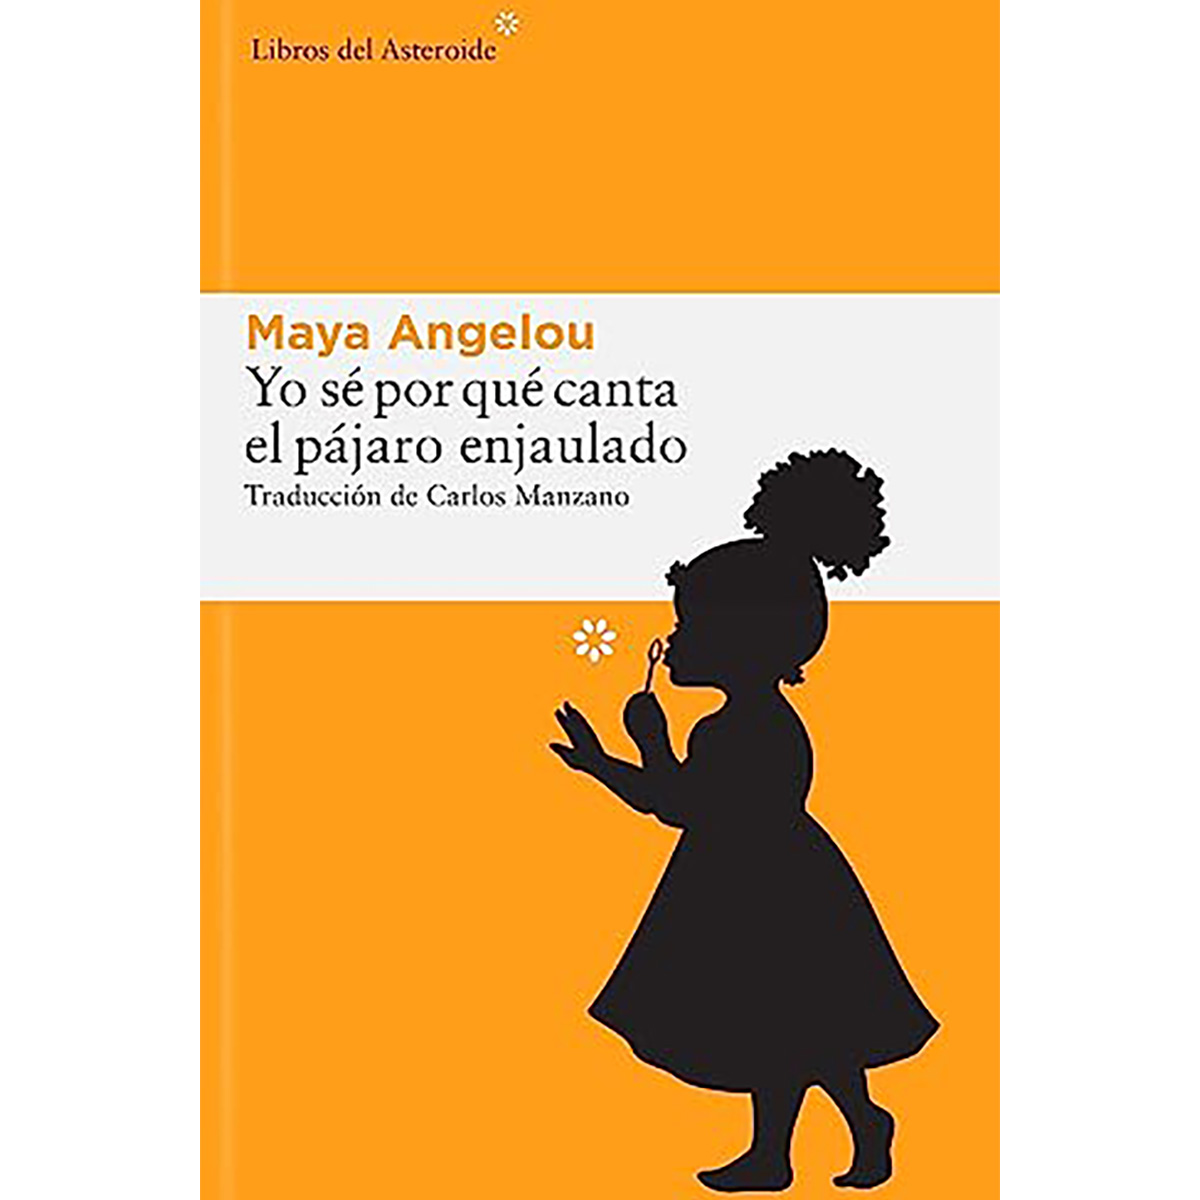 Libros del Asteroide
Maya Angelou
Yo sé por qué canta
el pájaro enjaulado
Traducción de Carlos Manzano